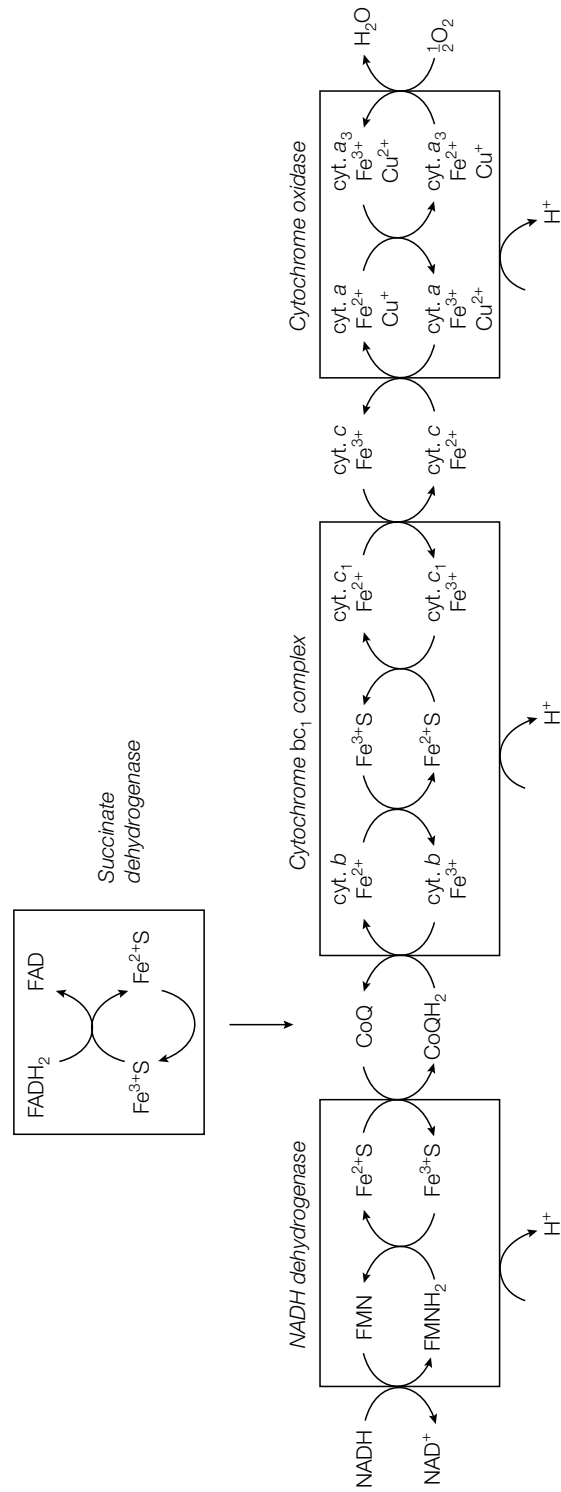 Succinate
dehydrogenase
FADH₂
FAD
Fe³⁺S
Fe²⁺S
NADH dehydrogenase
Cytochrome bc₁ complex
Cytochrome oxidase
NADH
FMN
Fe²⁺S
CoQ
cyt. b
Fe²⁺
Fe³⁺S
cyt. c₁
Fe²⁺
cyt. c
Fe³⁺
cyt. a
Fe²⁺
Cu⁺
cyt. a₃
Fe³⁺
Cu²⁺
H₂O
NAD⁺
FMNH₂
Fe³⁺S
CoQH₂
cyt. b
Fe³⁺
Fe²⁺S
cyt. c₁
Fe³⁺
cyt. c
Fe²⁺
cyt. a
Fe³⁺
Cu²⁺
cyt. a₃
Fe²⁺
Cu⁺
½O₂
H⁺
H⁺
H⁺